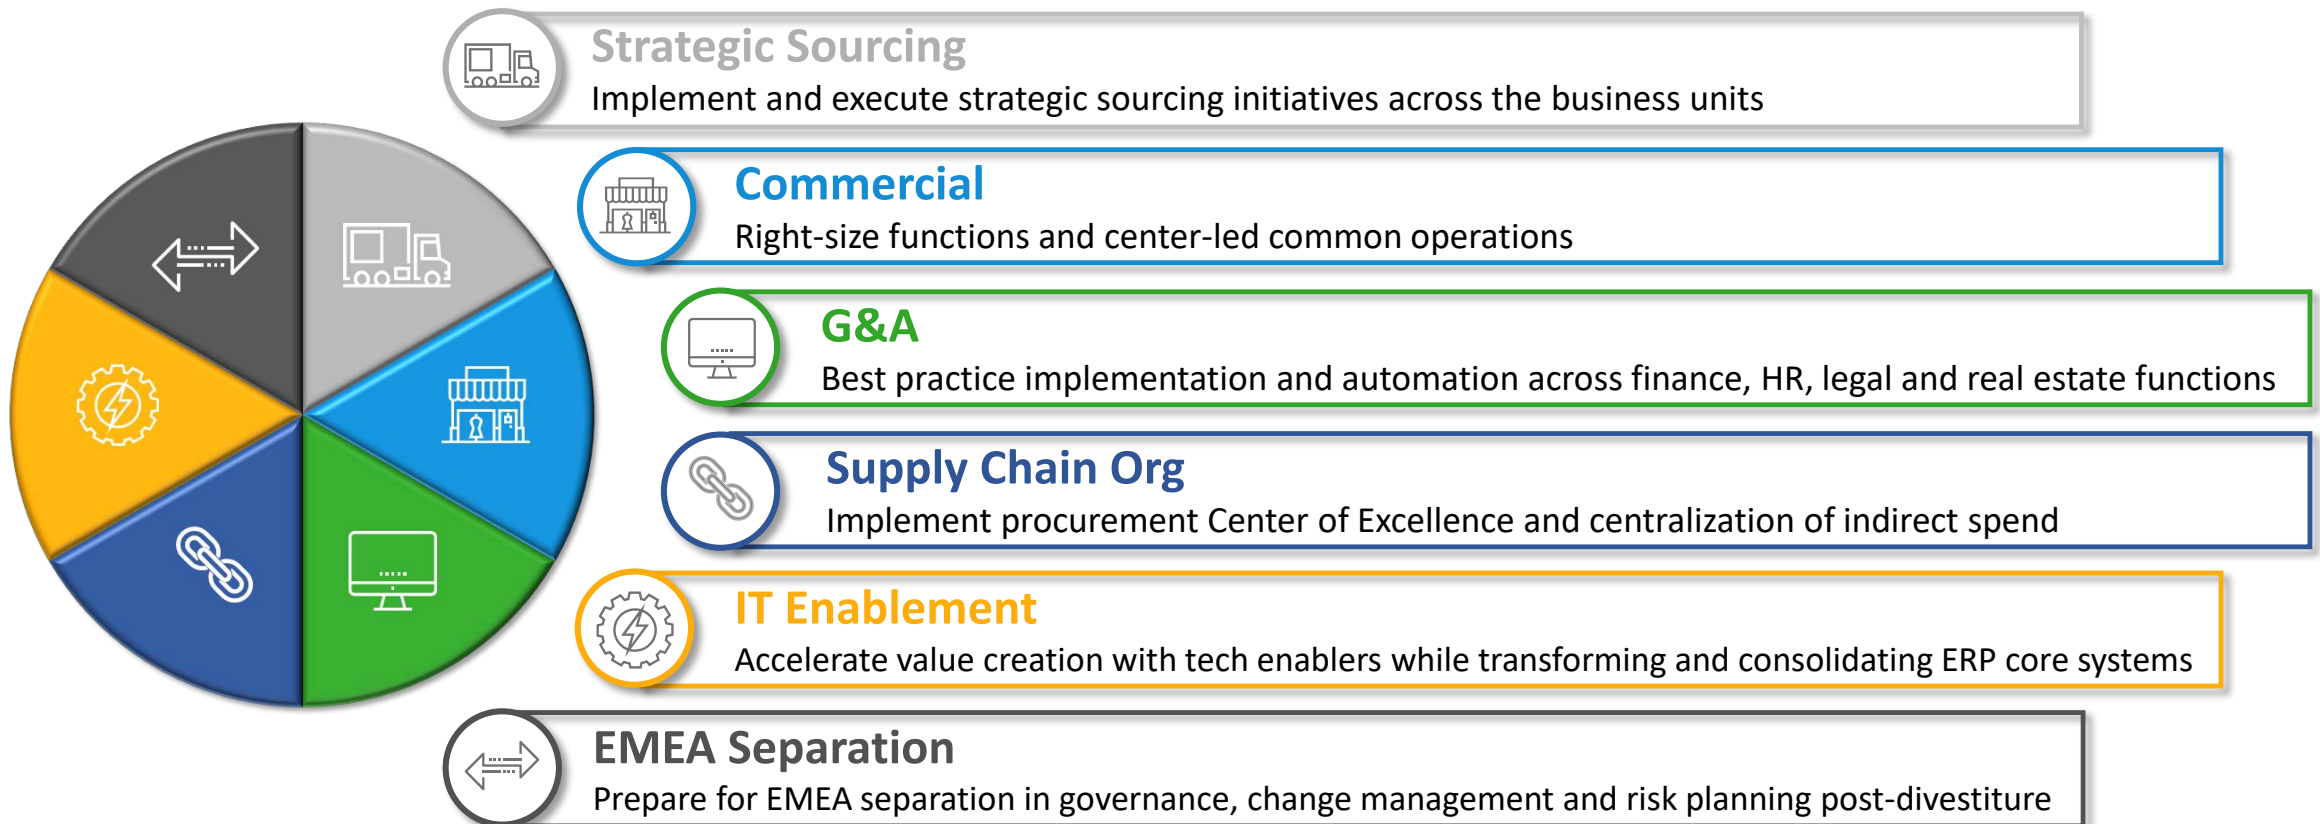 Strategic Sourcing
Implement and execute strategic sourcing initiatives across the business units
Commercial
Right-size functions and center-led common operations
G&A
Best practice implementation and automation across finance, HR, legal and real estate functions
Supply Chain Org
Implement procurement Center of Excellence and centralization of indirect spend
IT Enablement
Accelerate value creation with tech enablers while transforming and consolidating ERP core systems
EMEA Separation
Prepare for EMEA separation in governance, change management and risk planning post-divestiture